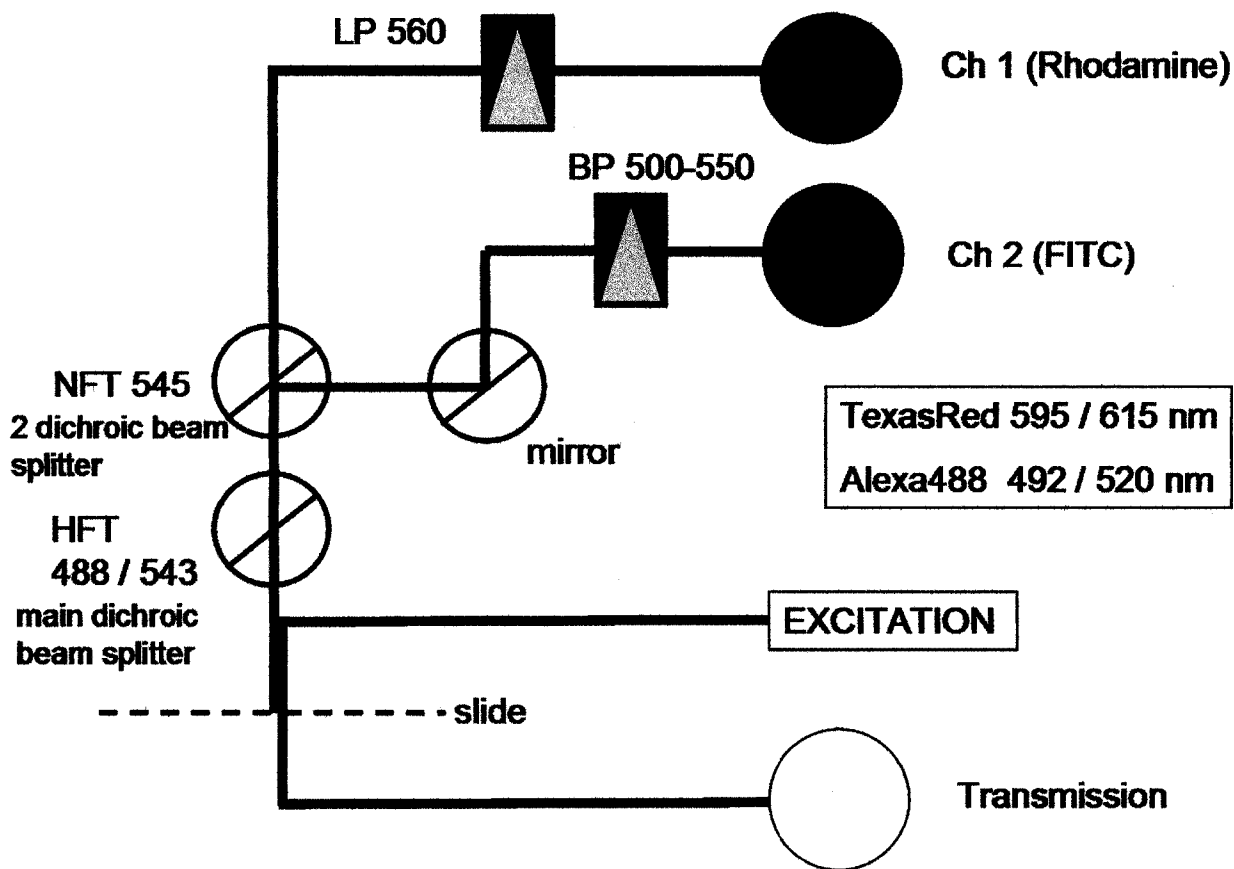 LP 560
Ch 1 (Rhodamine)
BP 500-550
Ch 2 (FITC)
NFT 545
2 dichroic beam
splitter
mirror
TexasRed 595 / 615 nm
Alexa488 492 / 520 nm
HFT
488 / 543
main dichroic
beam splitter
EXCITATION
slide
Transmission